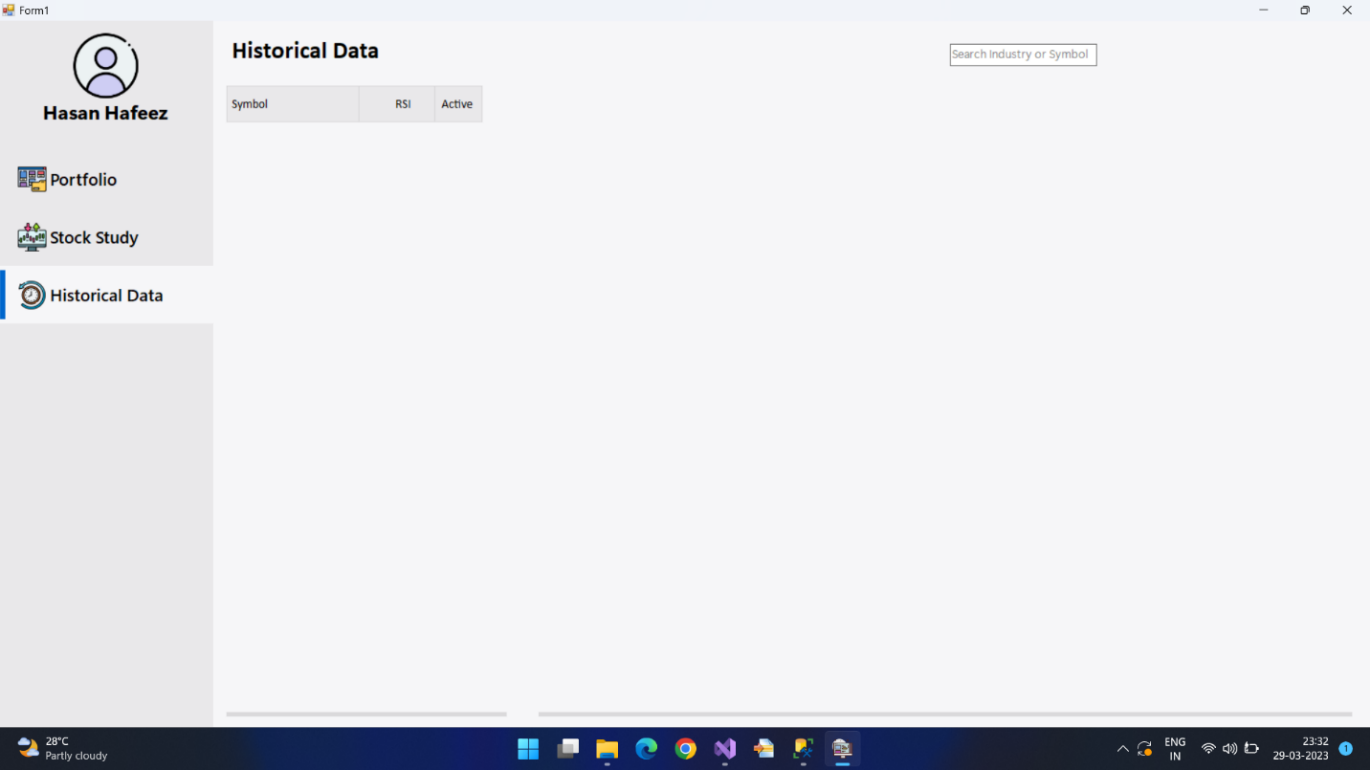 Form1
Hasan Hafeez
Portfolio
Stock Study
Historical Data
Historical Data
Search Industry or Symbol
Symbol RSI Active
28°C
Partly cloudy
ENG
IN
23:32
29-03-2023
1